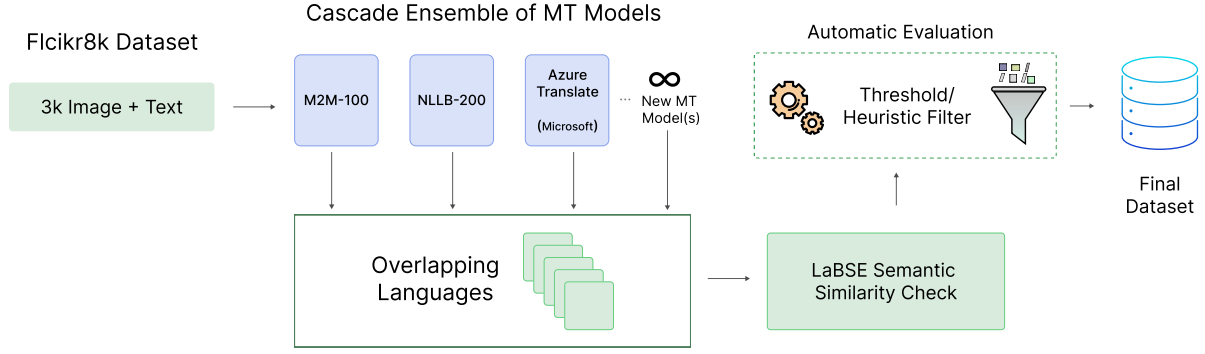 Cascade Ensemble of MT Models
Flcikr8k Dataset
3k Image + Text
M2M-100
NLLB-200
Azure
Translate
(Microsoft)
...
New MT
Model(s)
Overlapping
Languages
LaBSE Semantic
Similarity Check
Automatic Evaluation
Threshold/
Heuristic Filter
Final
Dataset